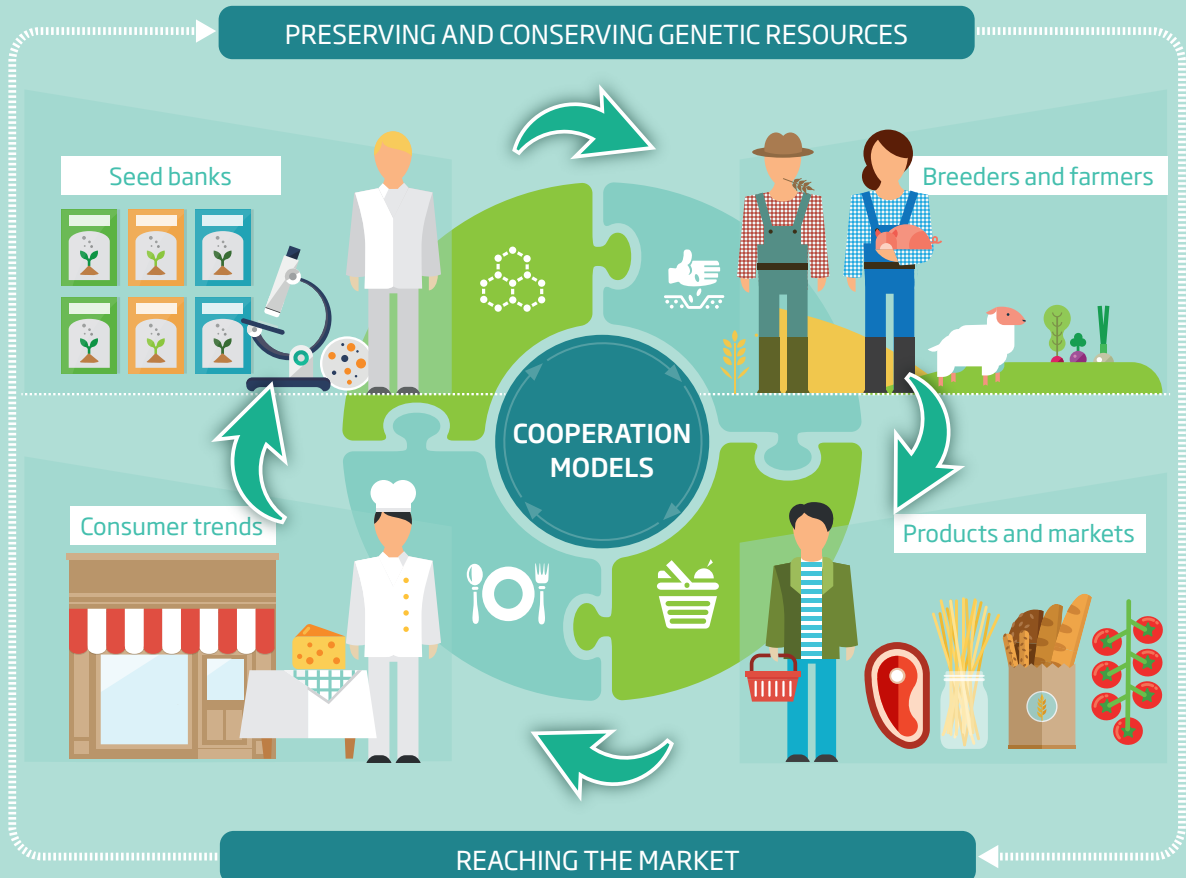 PRESERVING AND CONSERVING GENETIC RESOURCES
Seed banks
Breeders and farmers
COOPERATION
MODELS
Consumer trends
Products and markets
REACHING THE MARKET